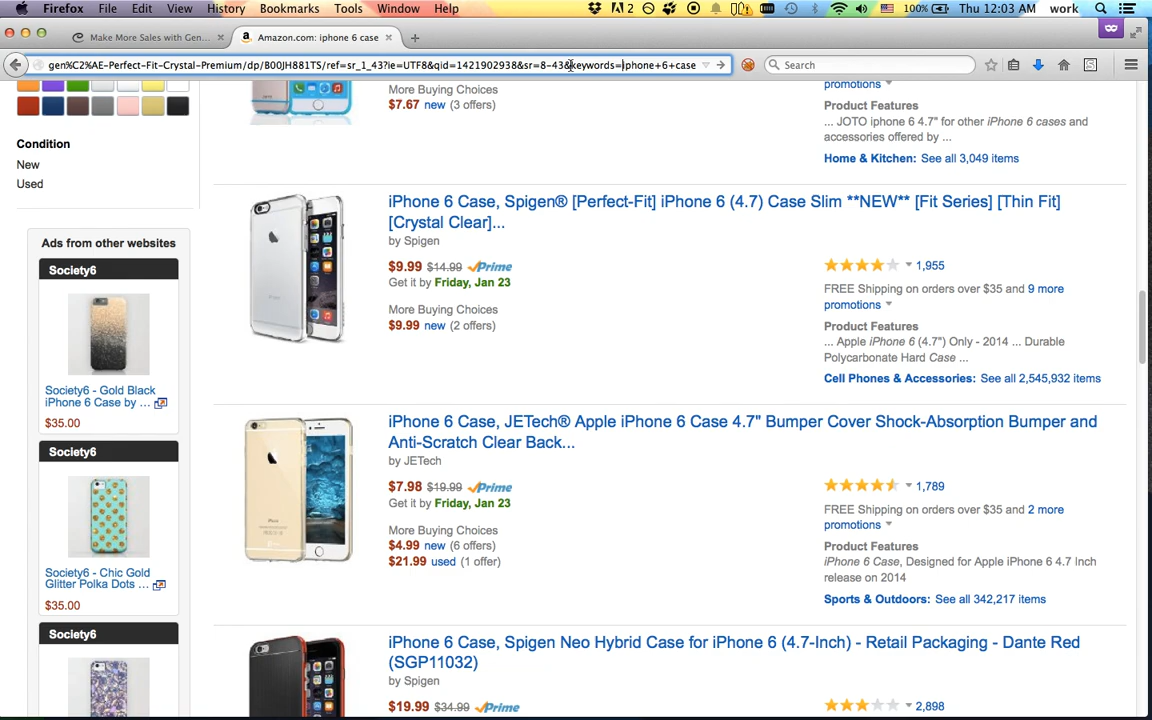 Firefox File Edit View History Bookmarks Tools Window Help
2 100% Thu 12:03 AM work
Make More Sales with Gen...
Amazon.com: iphone 6 case
gen%C2%AE-Perfect-Fit-Crystal-Premium/dp/B00JH881TS/ref=sr_1_43?ie=UTF8&qid=1421902938&sr=8-43&keywords=iphone+6+case
Search
Condition
New
Used
Ads from other websites
Society6
Society6 - Gold Black
iPhone 6 Case by ...
$35.00
Society6
Society6 - Chic Gold
Glitter Polka Dots ...
$35.00
Society6
More Buying Choices
$7.67 new (3 offers)
promotions
Product Features
... JOTO iphone 6 4.7" for other iPhone 6 cases and
accessories offered by ...
Home & Kitchen: See all 3,049 items
iPhone 6 Case, Spigen® [Perfect-Fit] iPhone 6 (4.7) Case Slim **NEW** [Fit Series] [Thin Fit]
[Crystal Clear]...
by Spigen
$9.99 $14.99 Prime
Get it by Friday, Jan 23
More Buying Choices
$9.99 new (2 offers)
1,955
FREE Shipping on orders over $35 and 9 more
promotions
Product Features
... Apple iPhone 6 (4.7") Only - 2014 ... Durable
Polycarbonate Hard Case ...
Cell Phones & Accessories: See all 2,545,932 items
iPhone 6 Case, JETech® Apple iPhone 6 Case 4.7" Bumper Cover Shock-Absorption Bumper and
Anti-Scratch Clear Back...
by JETech
$7.98 $19.99 Prime
Get it by Friday, Jan 23
More Buying Choices
$4.99 new (6 offers)
$21.99 used (1 offer)
1,789
FREE Shipping on orders over $35 and 2 more
promotions
Product Features
iPhone 6 Case, Designed for Apple iPhone 6 4.7 Inch
release on 2014
Sports & Outdoors: See all 342,217 items
iPhone 6 Case, Spigen Neo Hybrid Case for iPhone 6 (4.7-Inch) - Retail Packaging - Dante Red
(SGP11032)
by Spigen
$19.99 $34.99 Prime
2,898